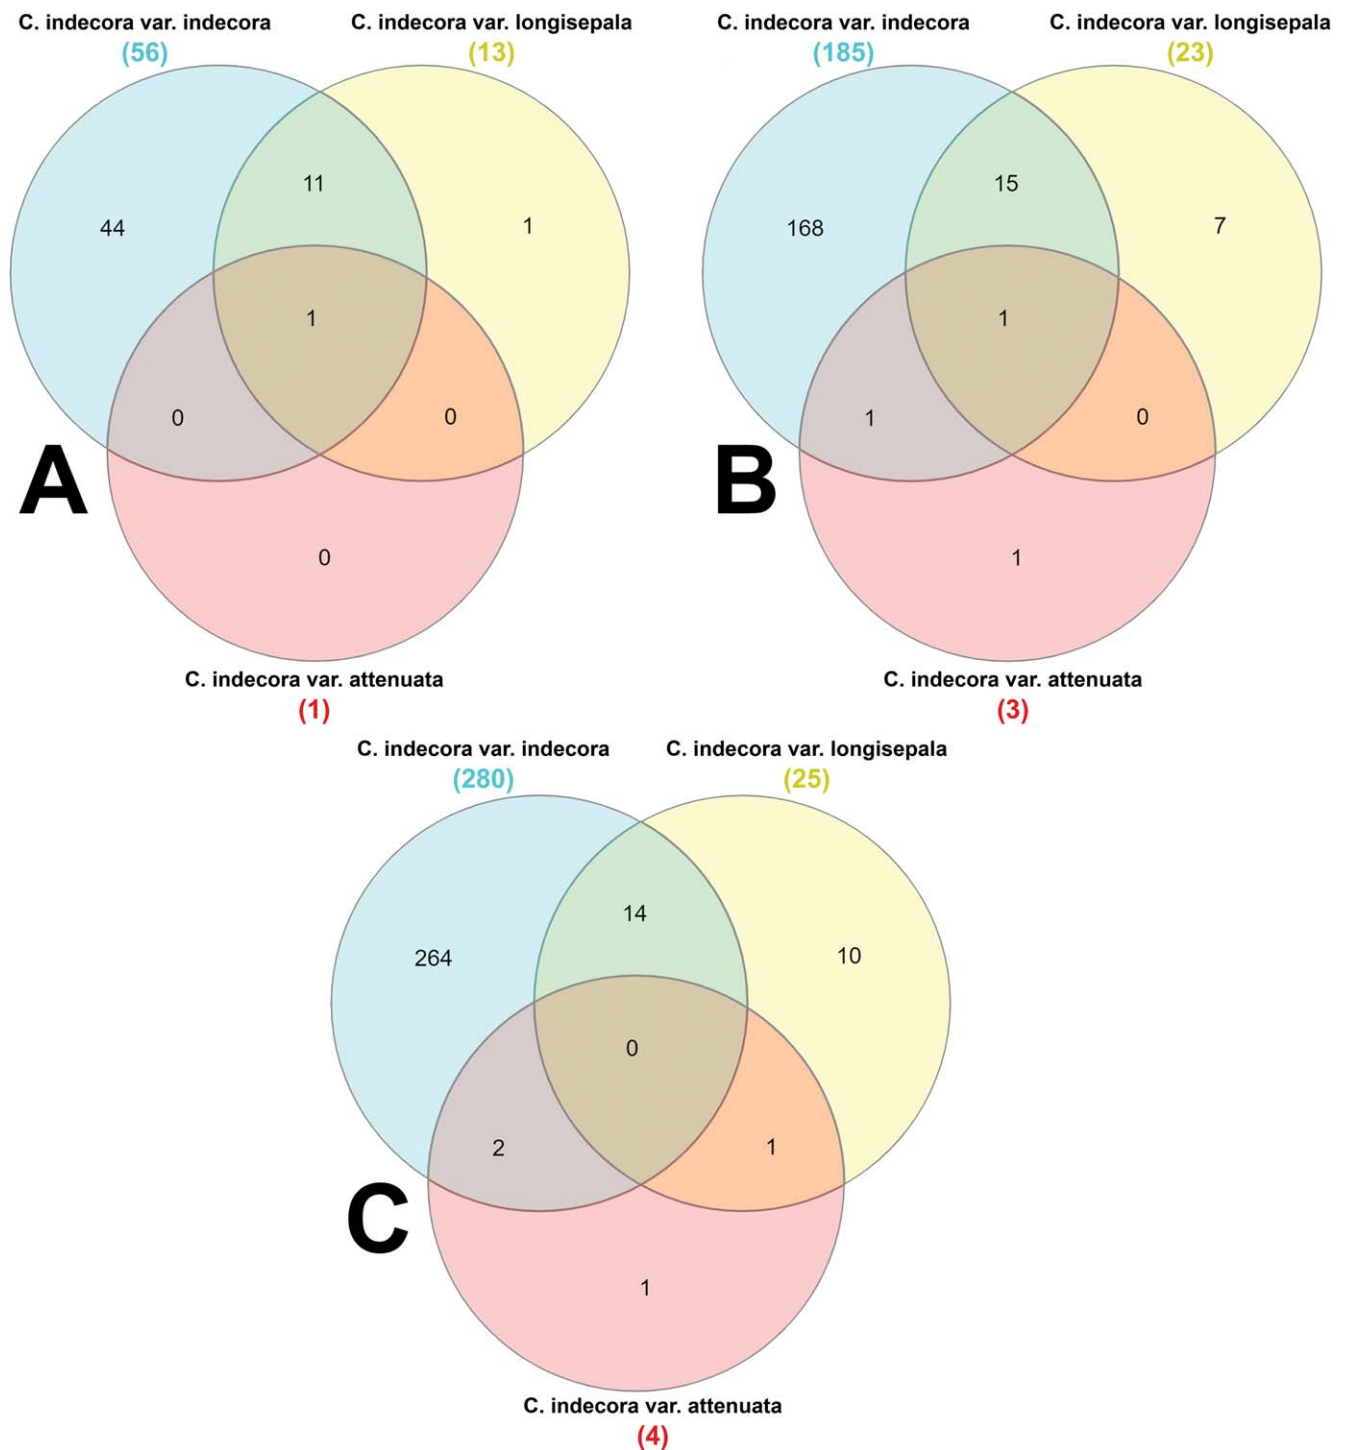 C. indecora var. indecora
(56)
C. indecora var. longisepala
(13)
11
44
1
1
0
0
A
0
C. indecora var. attenuata
(1)
C. indecora var. indecora
(185)
C. indecora var. longisepala
(23)
15
168
7
1
1
0
B
1
C. indecora var. attenuata
(3)
C. indecora var. indecora
(280)
C. indecora var. longisepala
(25)
14
264
10
0
2
1
C
1
C. indecora var. attenuata
(4)